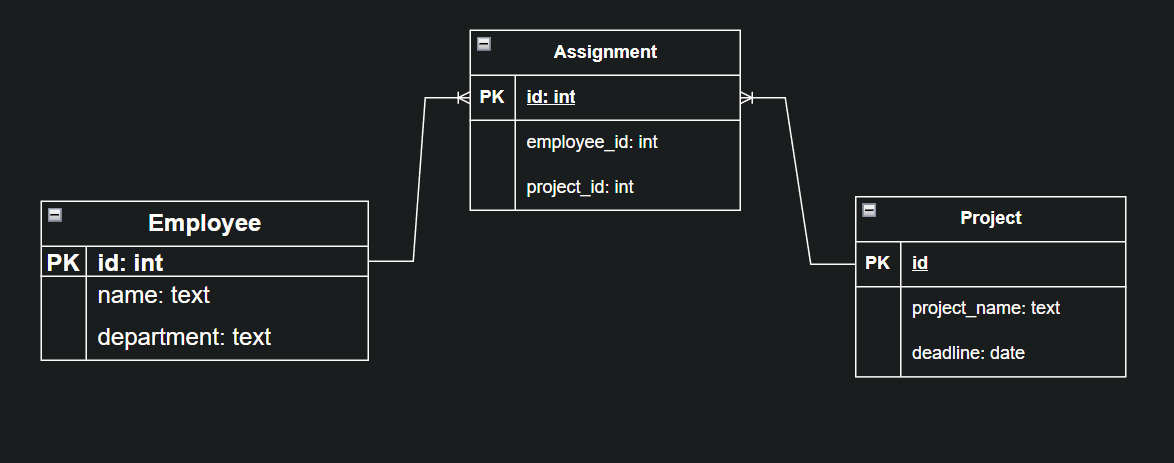 Assignment
PK id: int
employee_id: int
project_id: int
Employee
PK id: int
name: text
department: text
Project
PK id
project_name: text
deadline: date